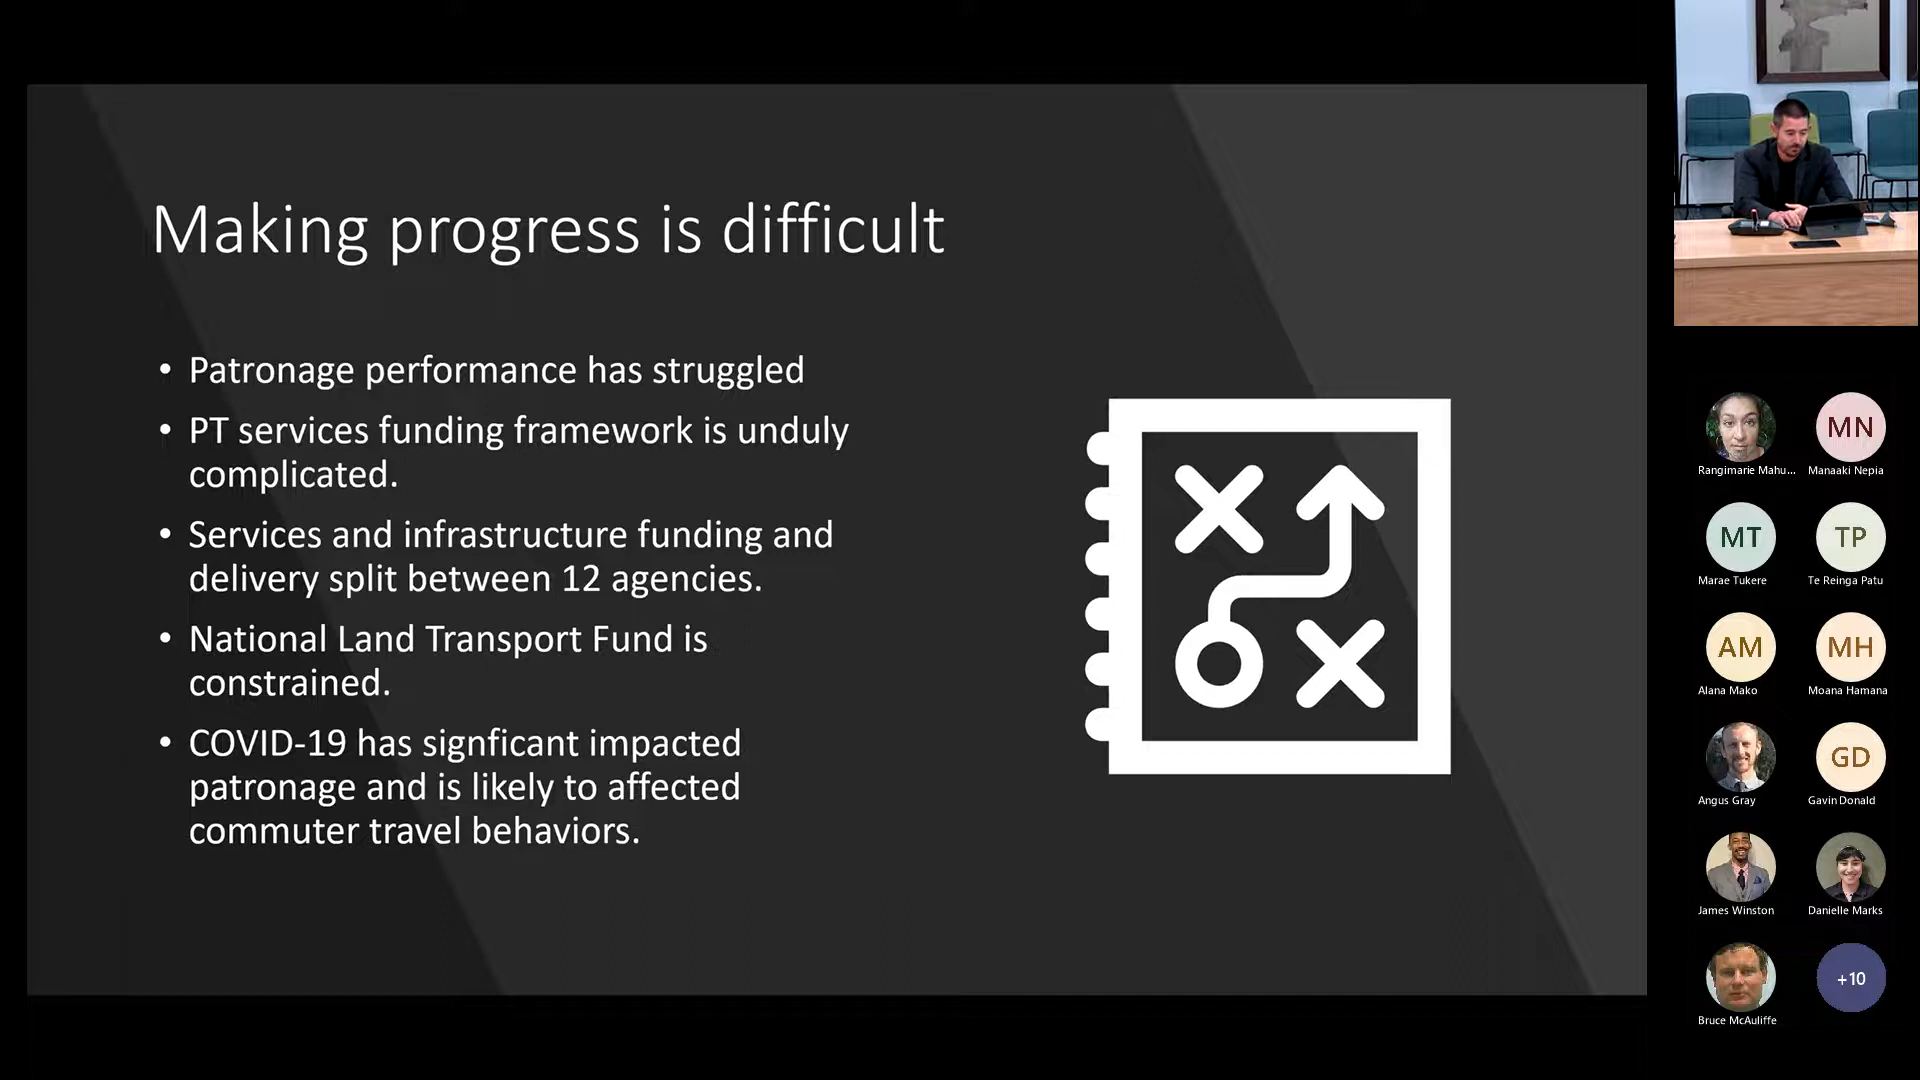 Making progress is difficult
• Patronage performance has struggled
• PT services funding framework is unduly
complicated.
• Services and infrastructure funding and
delivery split between 12 agencies.
• National Land Transport Fund is
constrained.
• COVID-19 has signficant impacted
patronage and is likely to affected
commuter travel behaviors.
Rangimarie Mahu...
MN
Manaaki Nepia
MT
Marae Tukere
TP
Te Reinga Patu
AM
Alana Mako
MH
Moana Hamana
Angus Gray
GD
Gavin Donald
James Winston
Danielle Marks
Bruce McAuliffe
+10